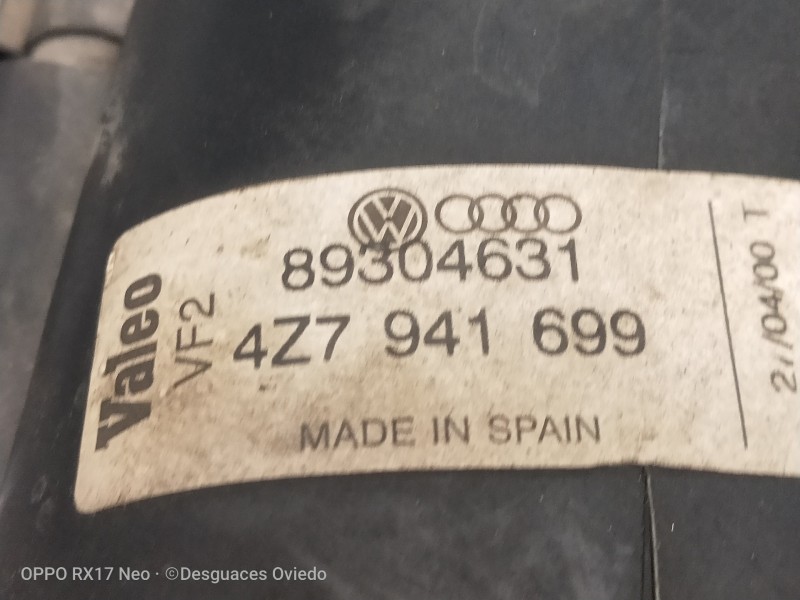 89304631
Valeo
VF2
4Z7 941 699
MADE IN SPAIN
/04/00 T
OPPO RX17 Neo · ©Desguaces Oviedo